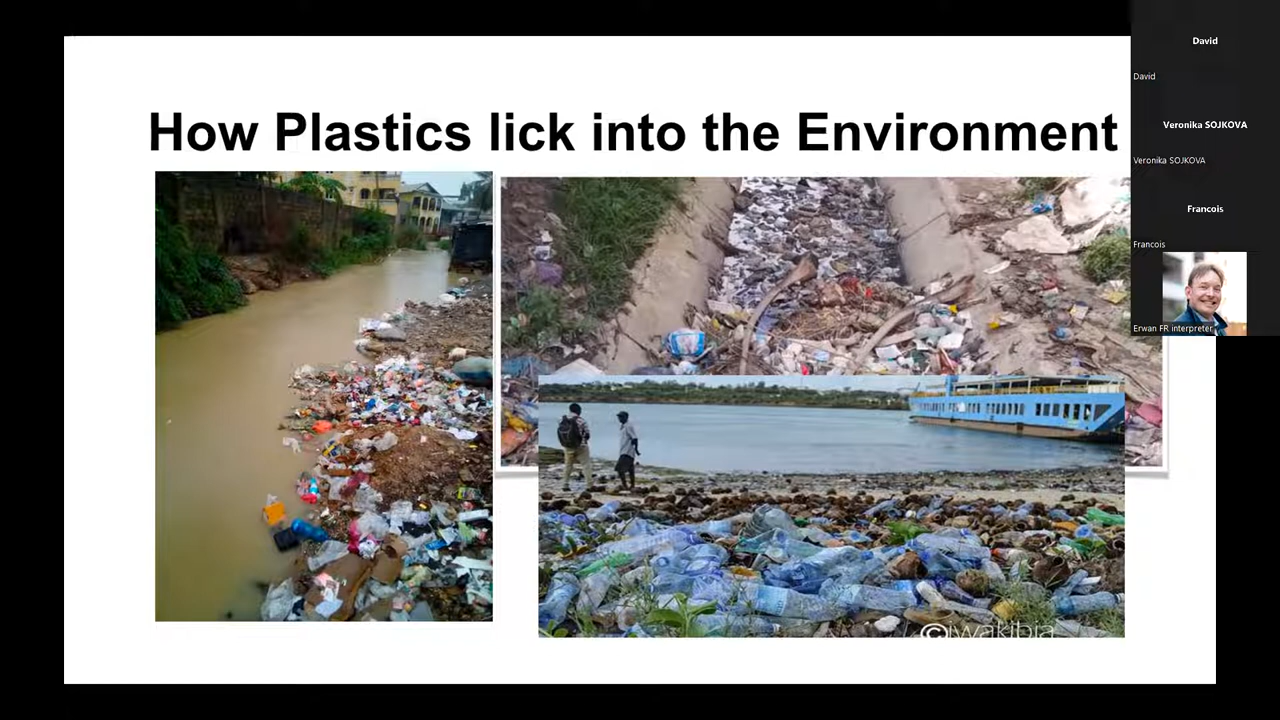 How Plastics lick into the Environment
©iwakibia
David
David
Veronika SOJKOVA
Veronika SOJKOVA
Francois
Francois
Erwan FR interpreter